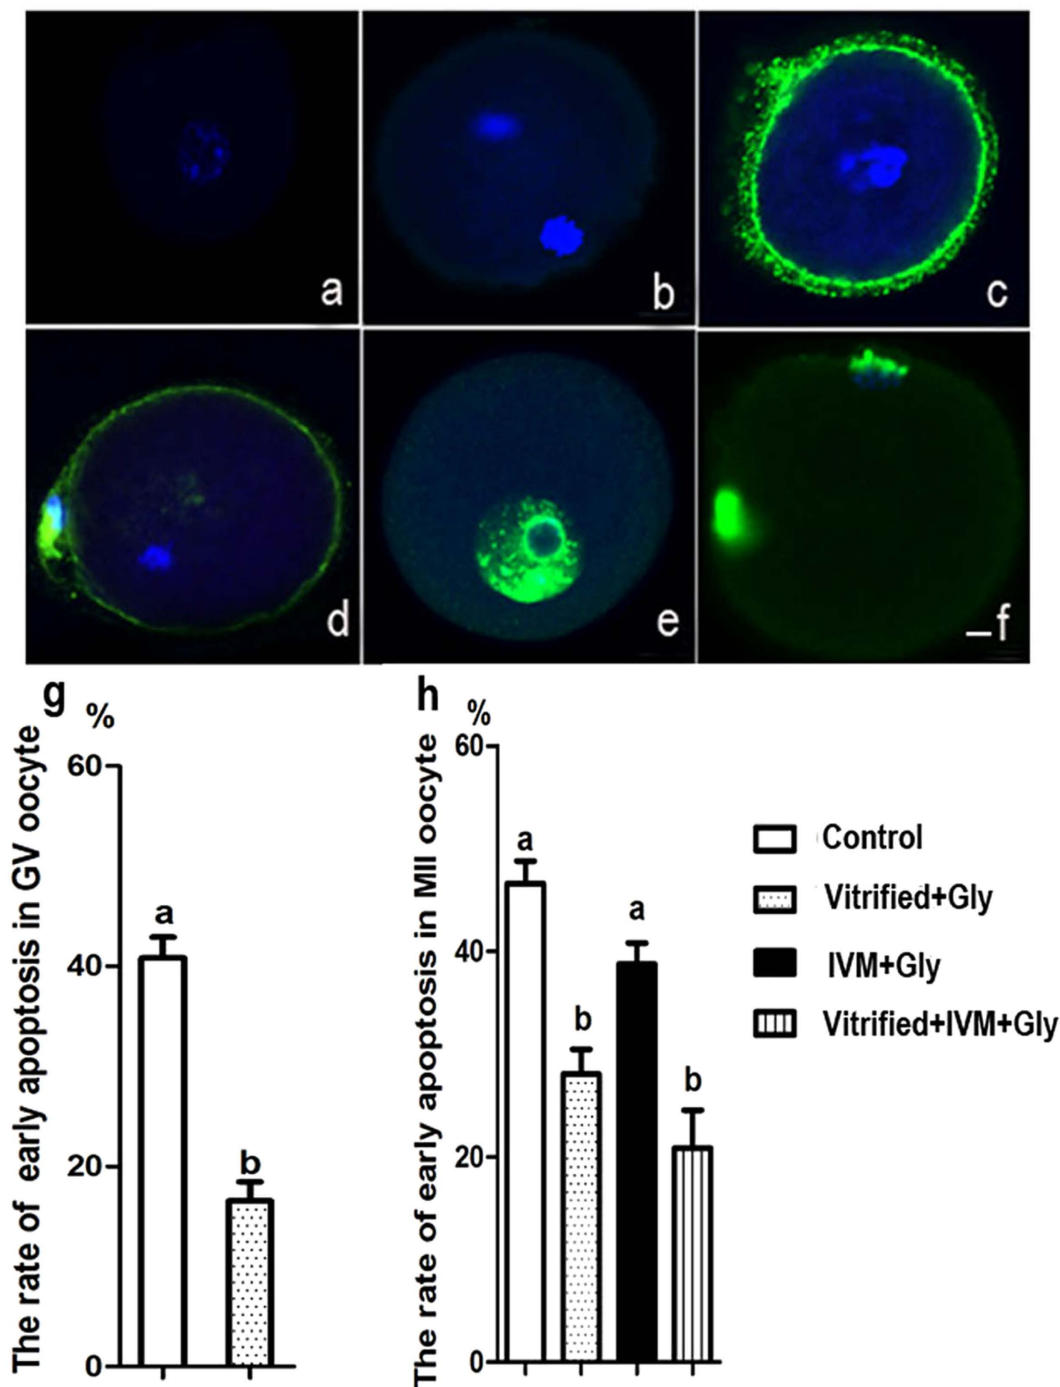 a
b
c
d
e
f
g
%
The rate of early apoptosis in GV oocyte
60
40
20
0
a
b
h
%
The rate of early apoptosis in MII oocyte
60
40
20
0
a
b
a
b
Control
Vitrified+Gly
IVM+Gly
Vitrified+IVM+Gly